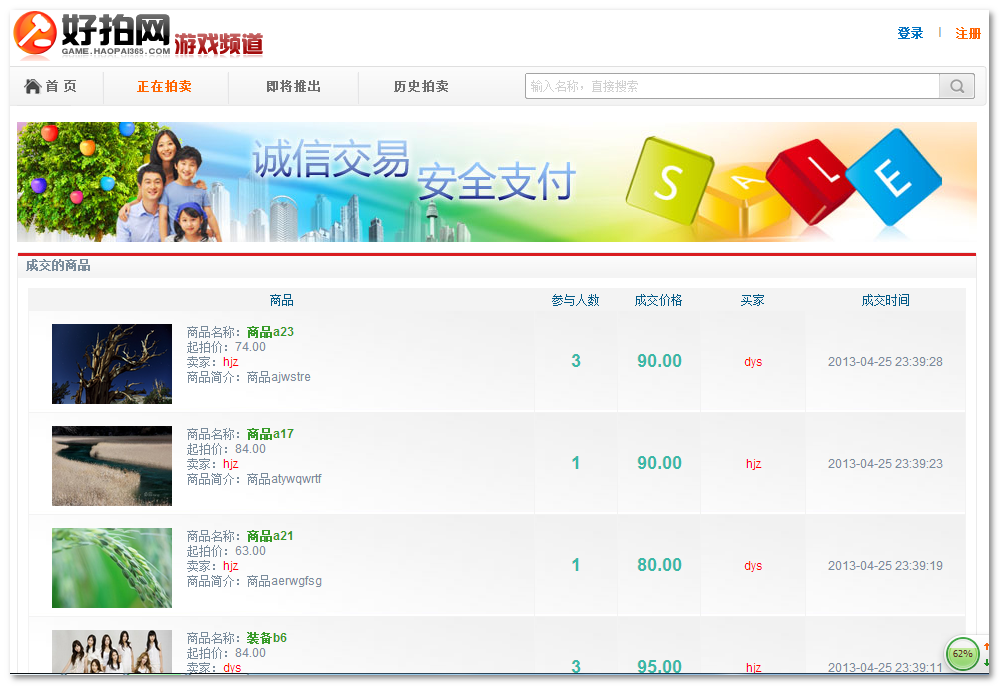 好拍网
GAME.HAOPAI365.COM
游戏频道
登录 | 注册
首 页 正在拍卖 即将推出 历史拍卖 输入名称，直接搜索
诚信交易
安全支付
S A L E
成交的商品
商品 参与人数 成交价格 买家 成交时间
商品名称：商品a23
起拍价：74.00
卖家：hjz
商品简介：商品ajwstre
3 90.00 dys 2013-04-25 23:39:28
商品名称：商品a17
起拍价：84.00
卖家：hjz
商品简介：商品atywqwrtf
1 90.00 hjz 2013-04-25 23:39:23
商品名称：商品a21
起拍价：63.00
卖家：hjz
商品简介：商品aerwgfsg
1 80.00 dys 2013-04-25 23:39:19
商品名称：装备b6
起拍价：84.00
卖家：dys
3 95.00 hjz 2013-04-25 23:39:11
62%